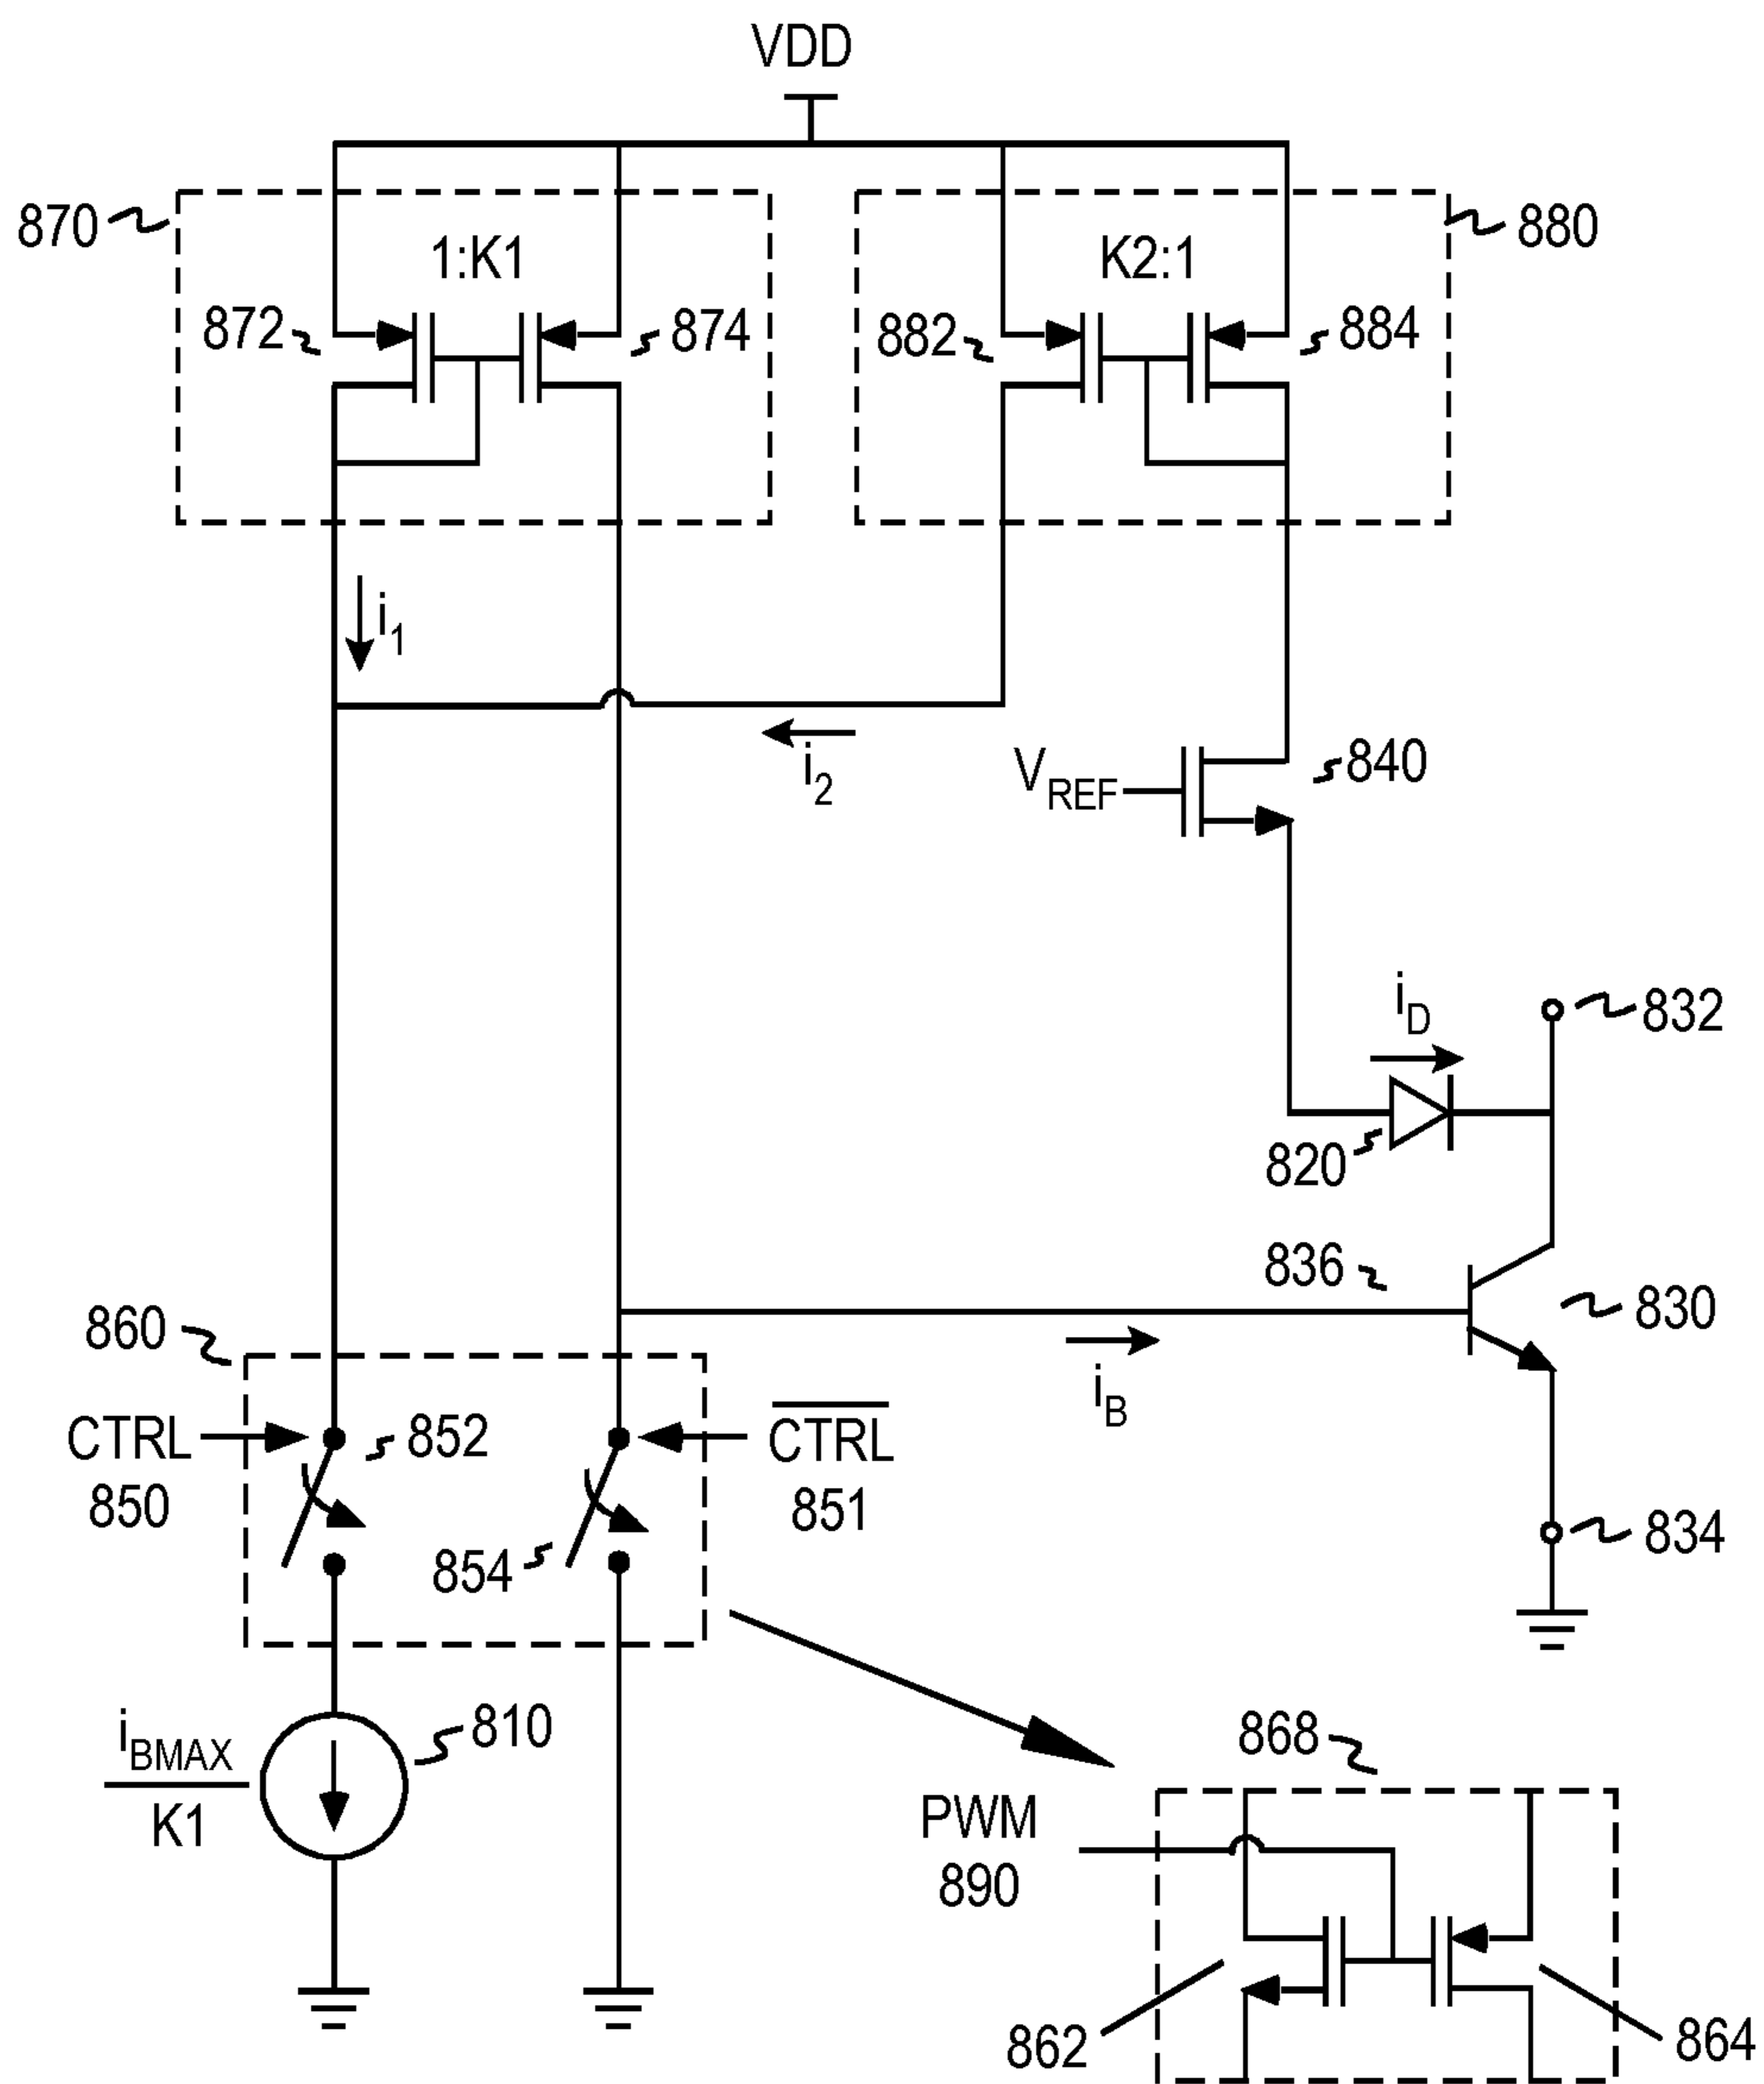 VDD
870
880
1:K1
K2:1
872
874
882
884
i1
i2
VREF
840
iD
832
820
836
830
860
iB
CTRL
850
852
CTRL
851
854
834
iBMAX
K1
810
868
PWM
890
862
864